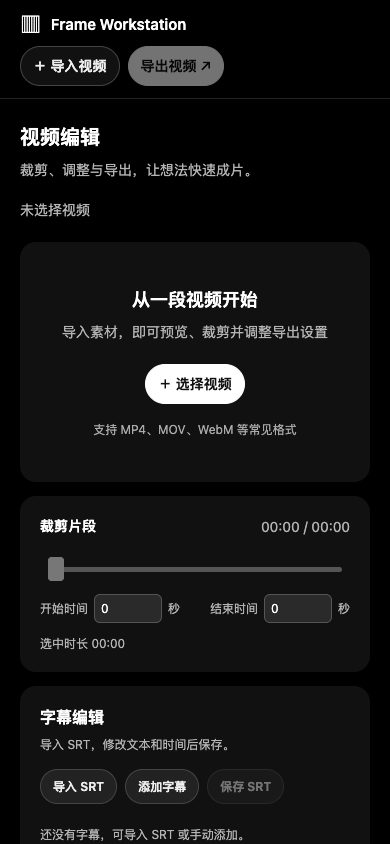 Frame Workstation
+ 导入视频 导出视频 ↗
视频编辑
裁剪、调整与导出，让想法快速成片。
未选择视频
从一段视频开始
导入素材，即可预览、裁剪并调整导出设置
+ 选择视频
支持 MP4、MOV、WebM 等常见格式
裁剪片段 00:00 / 00:00
开始时间 0 秒 结束时间 0 秒
选中时长 00:00
字幕编辑
导入 SRT，修改文本和时间后保存。
导入 SRT 添加字幕 保存 SRT
还没有字幕，可导入 SRT 或手动添加。